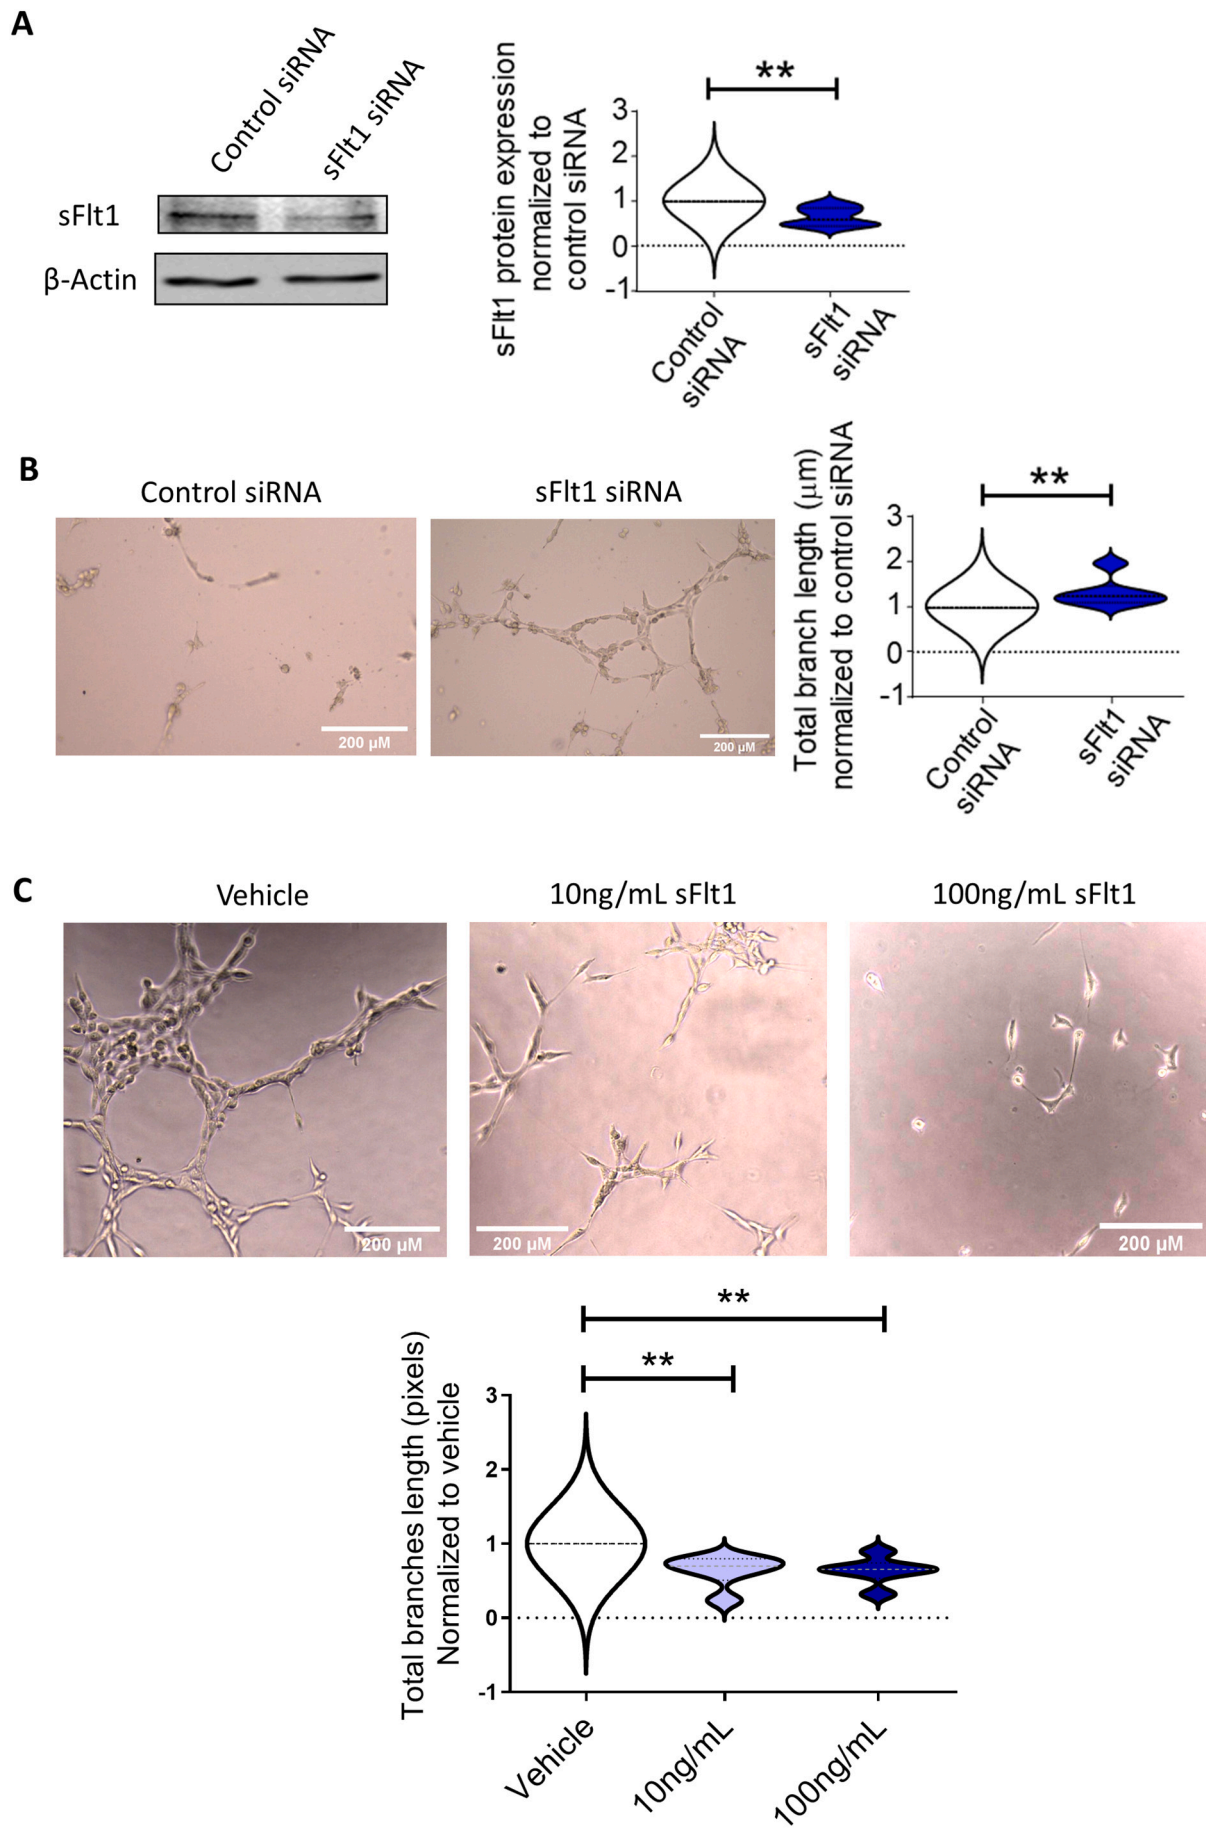 A
Control siRNA
sFlt1 siRNA
sFlt1
β-Actin
sFlt1 protein expression
normalized to
control siRNA
**
3
2
1
0
-1
Control
siRNA
sFlt1
siRNA
B
Control siRNA
sFlt1 siRNA
200 µM
200 µM
Total branch length (µm)
normalized to control siRNA
**
3
2
1
0
-1
Control
siRNA
sFlt1
siRNA
C
Vehicle
10ng/mL sFlt1
100ng/mL sFlt1
200 µM
200 µM
200 µM
Total branches length (pixels)
Normalized to vehicle
**
**
3
2
1
0
-1
Vehicle
10ng/mL
100ng/mL